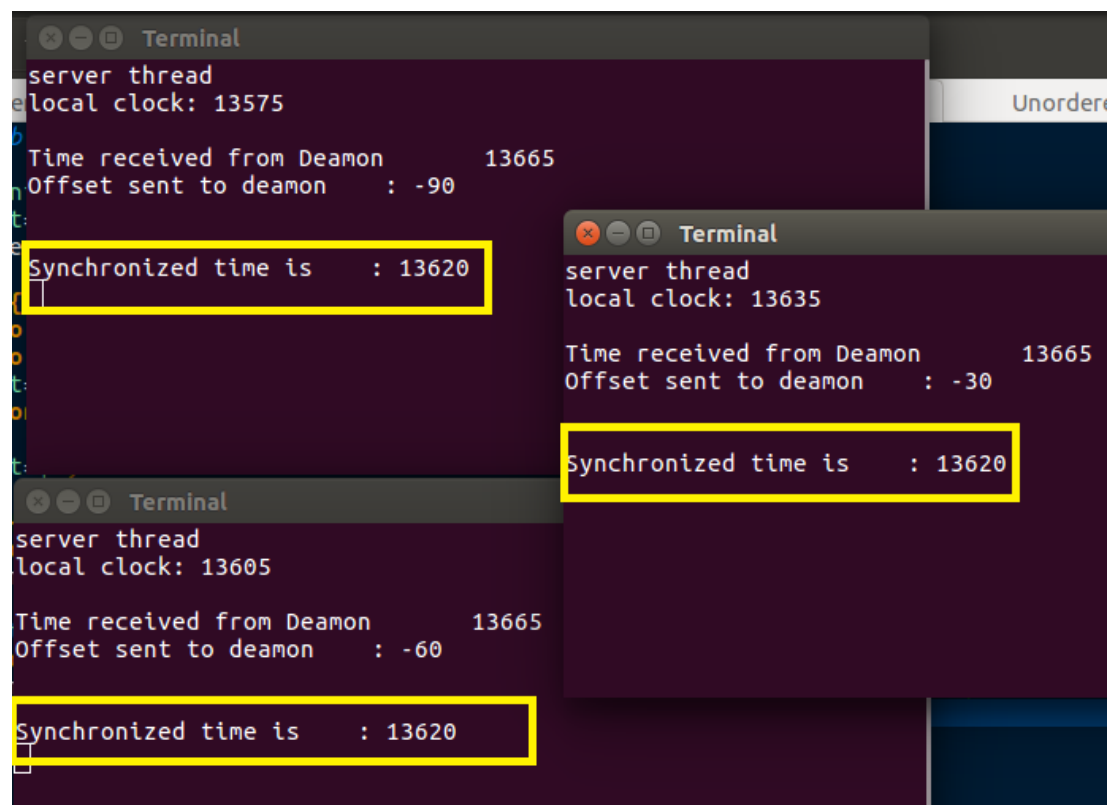 Terminal
server thread
local clock: 13575
Time received from Deamon 13665
Offset sent to deamon : -90
Synchronized time is : 13620
Unordere
Terminal
server thread
local clock: 13635
Time received from Deamon 13665
Offset sent to deamon : -30
Synchronized time is : 13620
Terminal
server thread
local clock: 13605
Time received from Deamon 13665
Offset sent to deamon : -60
Synchronized time is : 13620